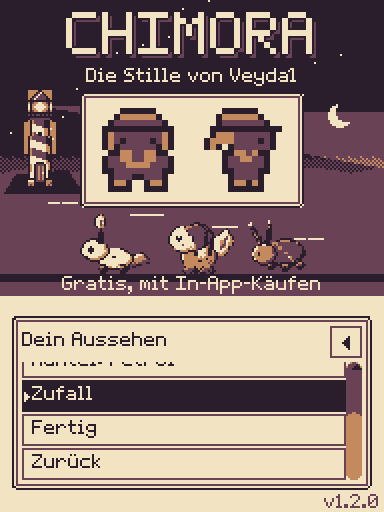 CHIMORA
Die Stille von Veydal
Gratis, mit In-App-Käufen
Dein Aussehen
Zufall
Fertig
Zurück
v1.2.0